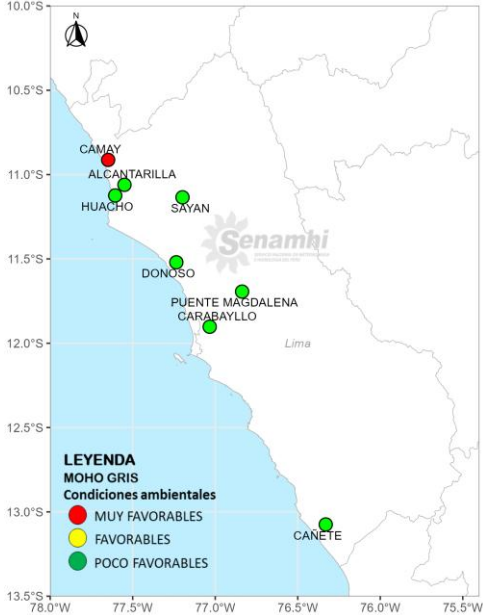 10.0°S
N
10.5°S
CAMAY
11.0°S
ALCANTARILLA
HUACHO
SAYAN
Senamhi
11.5°S
DONOSO
PUENTE MAGDALENA
CARABAYLLO
12.0°S
Lima
12.5°S
LEYENDA
MOHO GRIS
Condiciones ambientales
MUY FAVORABLES
FAVORABLES
POCO FAVORABLES
13.0°S
CAÑETE
13.5°S
78.0°W 77.5°W 77.0°W 76.5°W 76.0°W 75.5°W